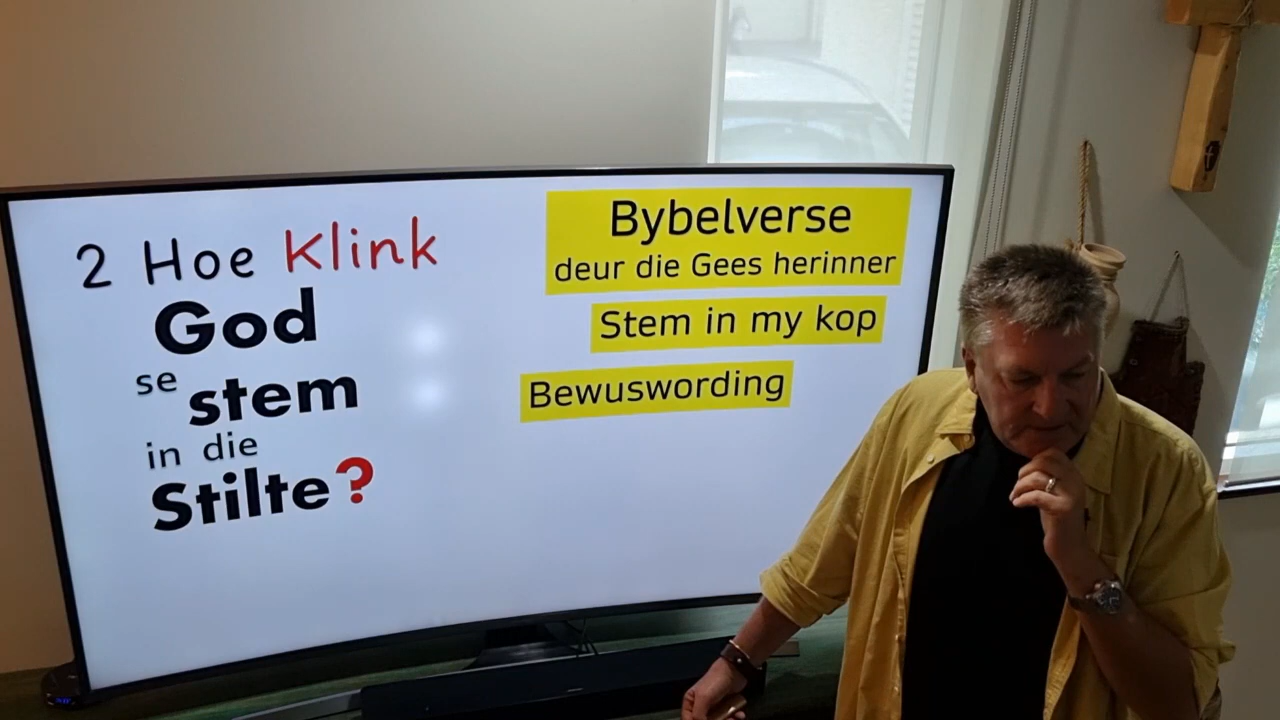 2 Hoe Klink
God
se stem
in die
Stilte?
Bybelverse
deur die Gees herinner
Stem in my kop
Bewuswording